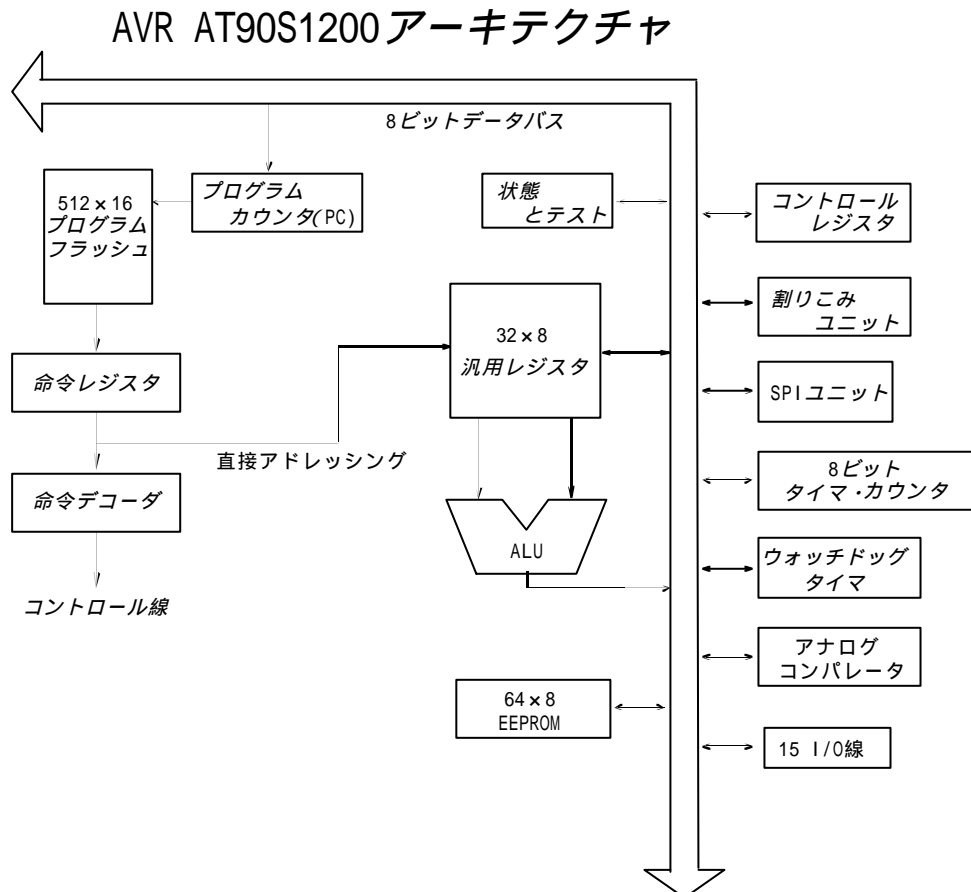 AVR AT90S1200アーキテクチャ
8ビットデータバス
512×16
プログラム
フラッシュ
プログラム
カウンタ(PC)
状態
とテスト
コントロール
レジスタ
割りこみ
ユニット
32×8
汎用レジスタ
命令レジスタ
SPIユニット
直接アドレッシング
8ビット
タイマ・カウンタ
命令デコーダ
ALU
ウォッチドッグ
タイマ
コントロール線
アナログ
コンパレータ
64×8
EEPROM
15 I/O線